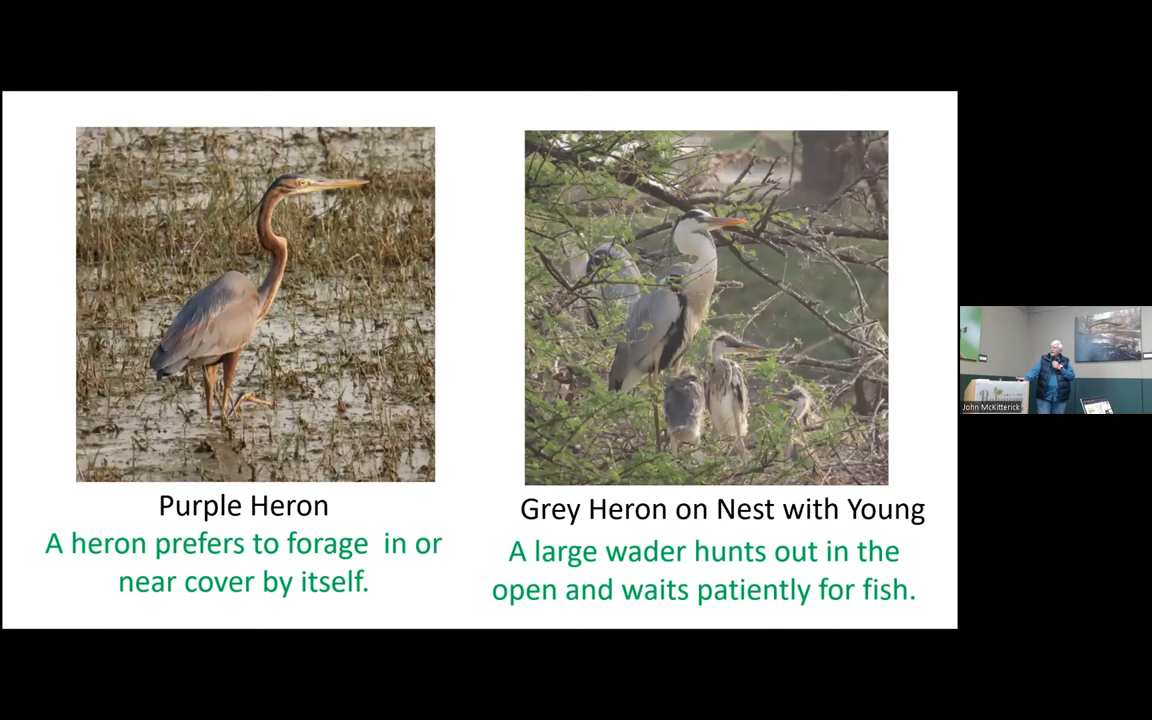 Purple Heron
A heron prefers to forage  in or
near cover by itself.
Grey Heron on Nest with Young
A large wader hunts out in the
open and waits patiently for fish.
John McKitterick